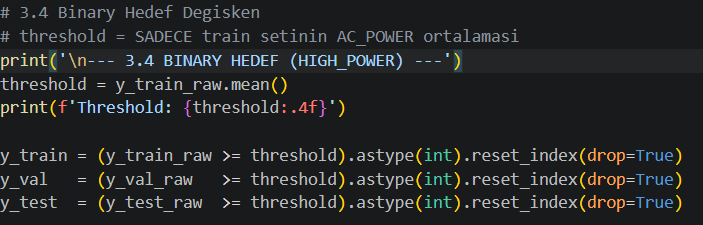 # 3.4 Binary Hedef Degisken
# threshold = SADECE train setinin AC_POWER ortalamasi
print('\n--- 3.4 BINARY HEDEF (HIGH_POWER) ---')
threshold = y_train_raw.mean()
print(f'Threshold: {threshold:.4f}')

y_train = (y_train_raw >= threshold).astype(int).reset_index(drop=True)
y_val   = (y_val_raw   >= threshold).astype(int).reset_index(drop=True)
y_test  = (y_test_raw  >= threshold).astype(int).reset_index(drop=True)